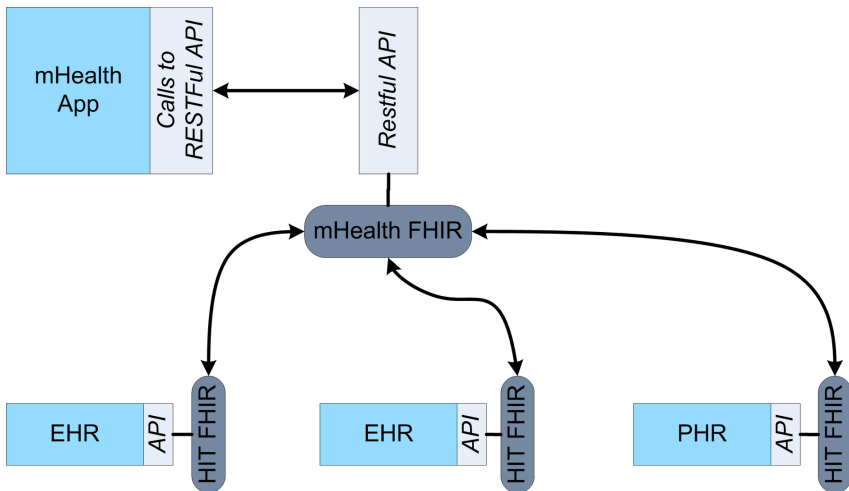 mHealth
App
Calls to
RESTFul API
Restful API
mHealth FHIR
EHR
API
HIT FHIR
EHR
API
HIT FHIR
PHR
API
HIT FHIR